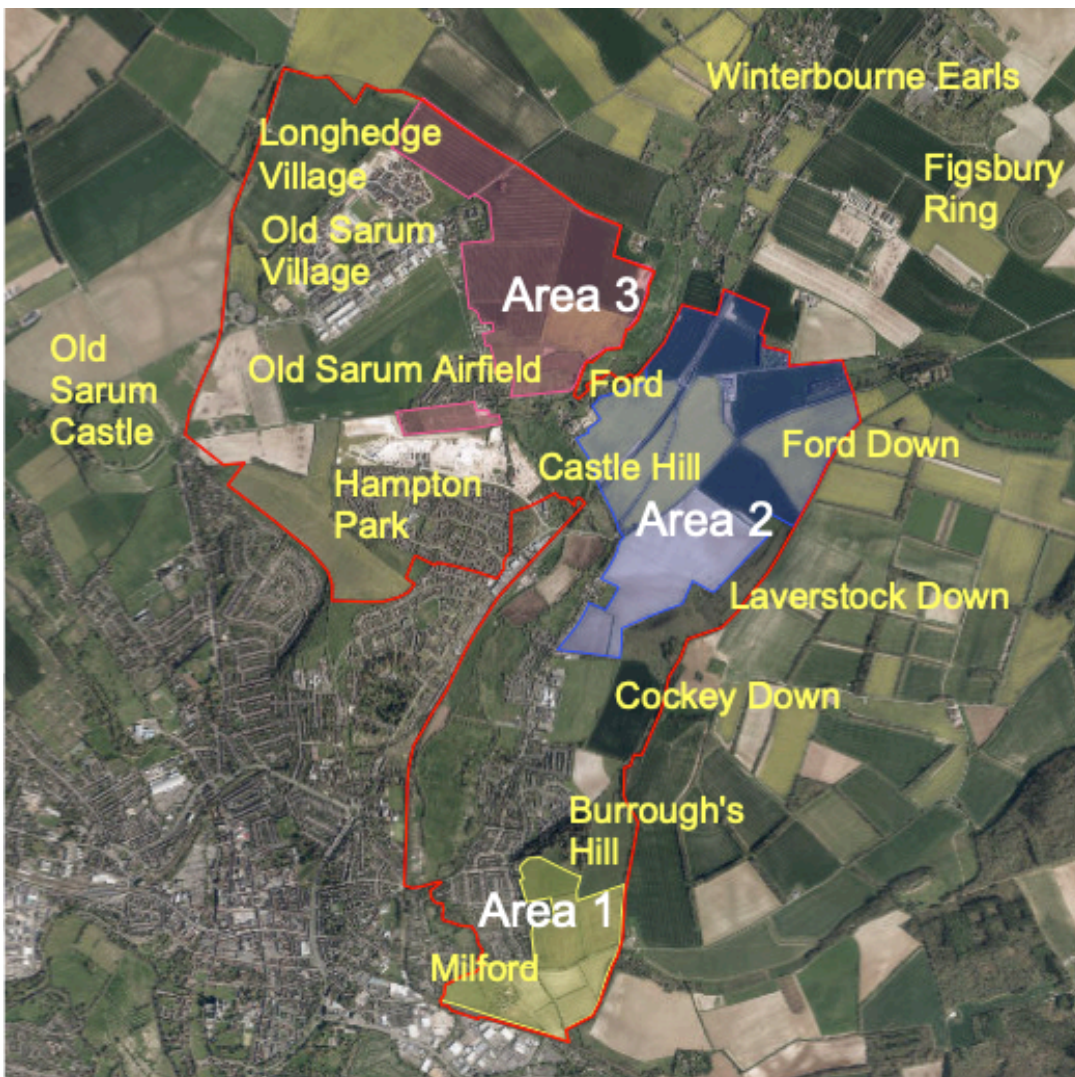 Winterbourne Earls
Longhedge
Village
Figsbury
Ring
Old Sarum
Village
Area 3
Old
Sarum
Castle
Old Sarum Airfield
Ford
Ford Down
Castle Hill
Hampton
Park
Area 2
Laverstock Down
Cockey Down
Burrough's
Hill
Area 1
Milford